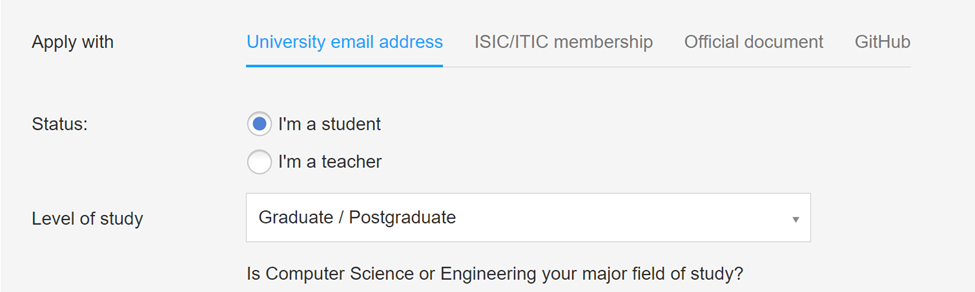 Apply with University email address ISIC/ITIC membership Official document GitHub
Status: I'm a student
I'm a teacher
Level of study Graduate / Postgraduate
Is Computer Science or Engineering your major field of study?